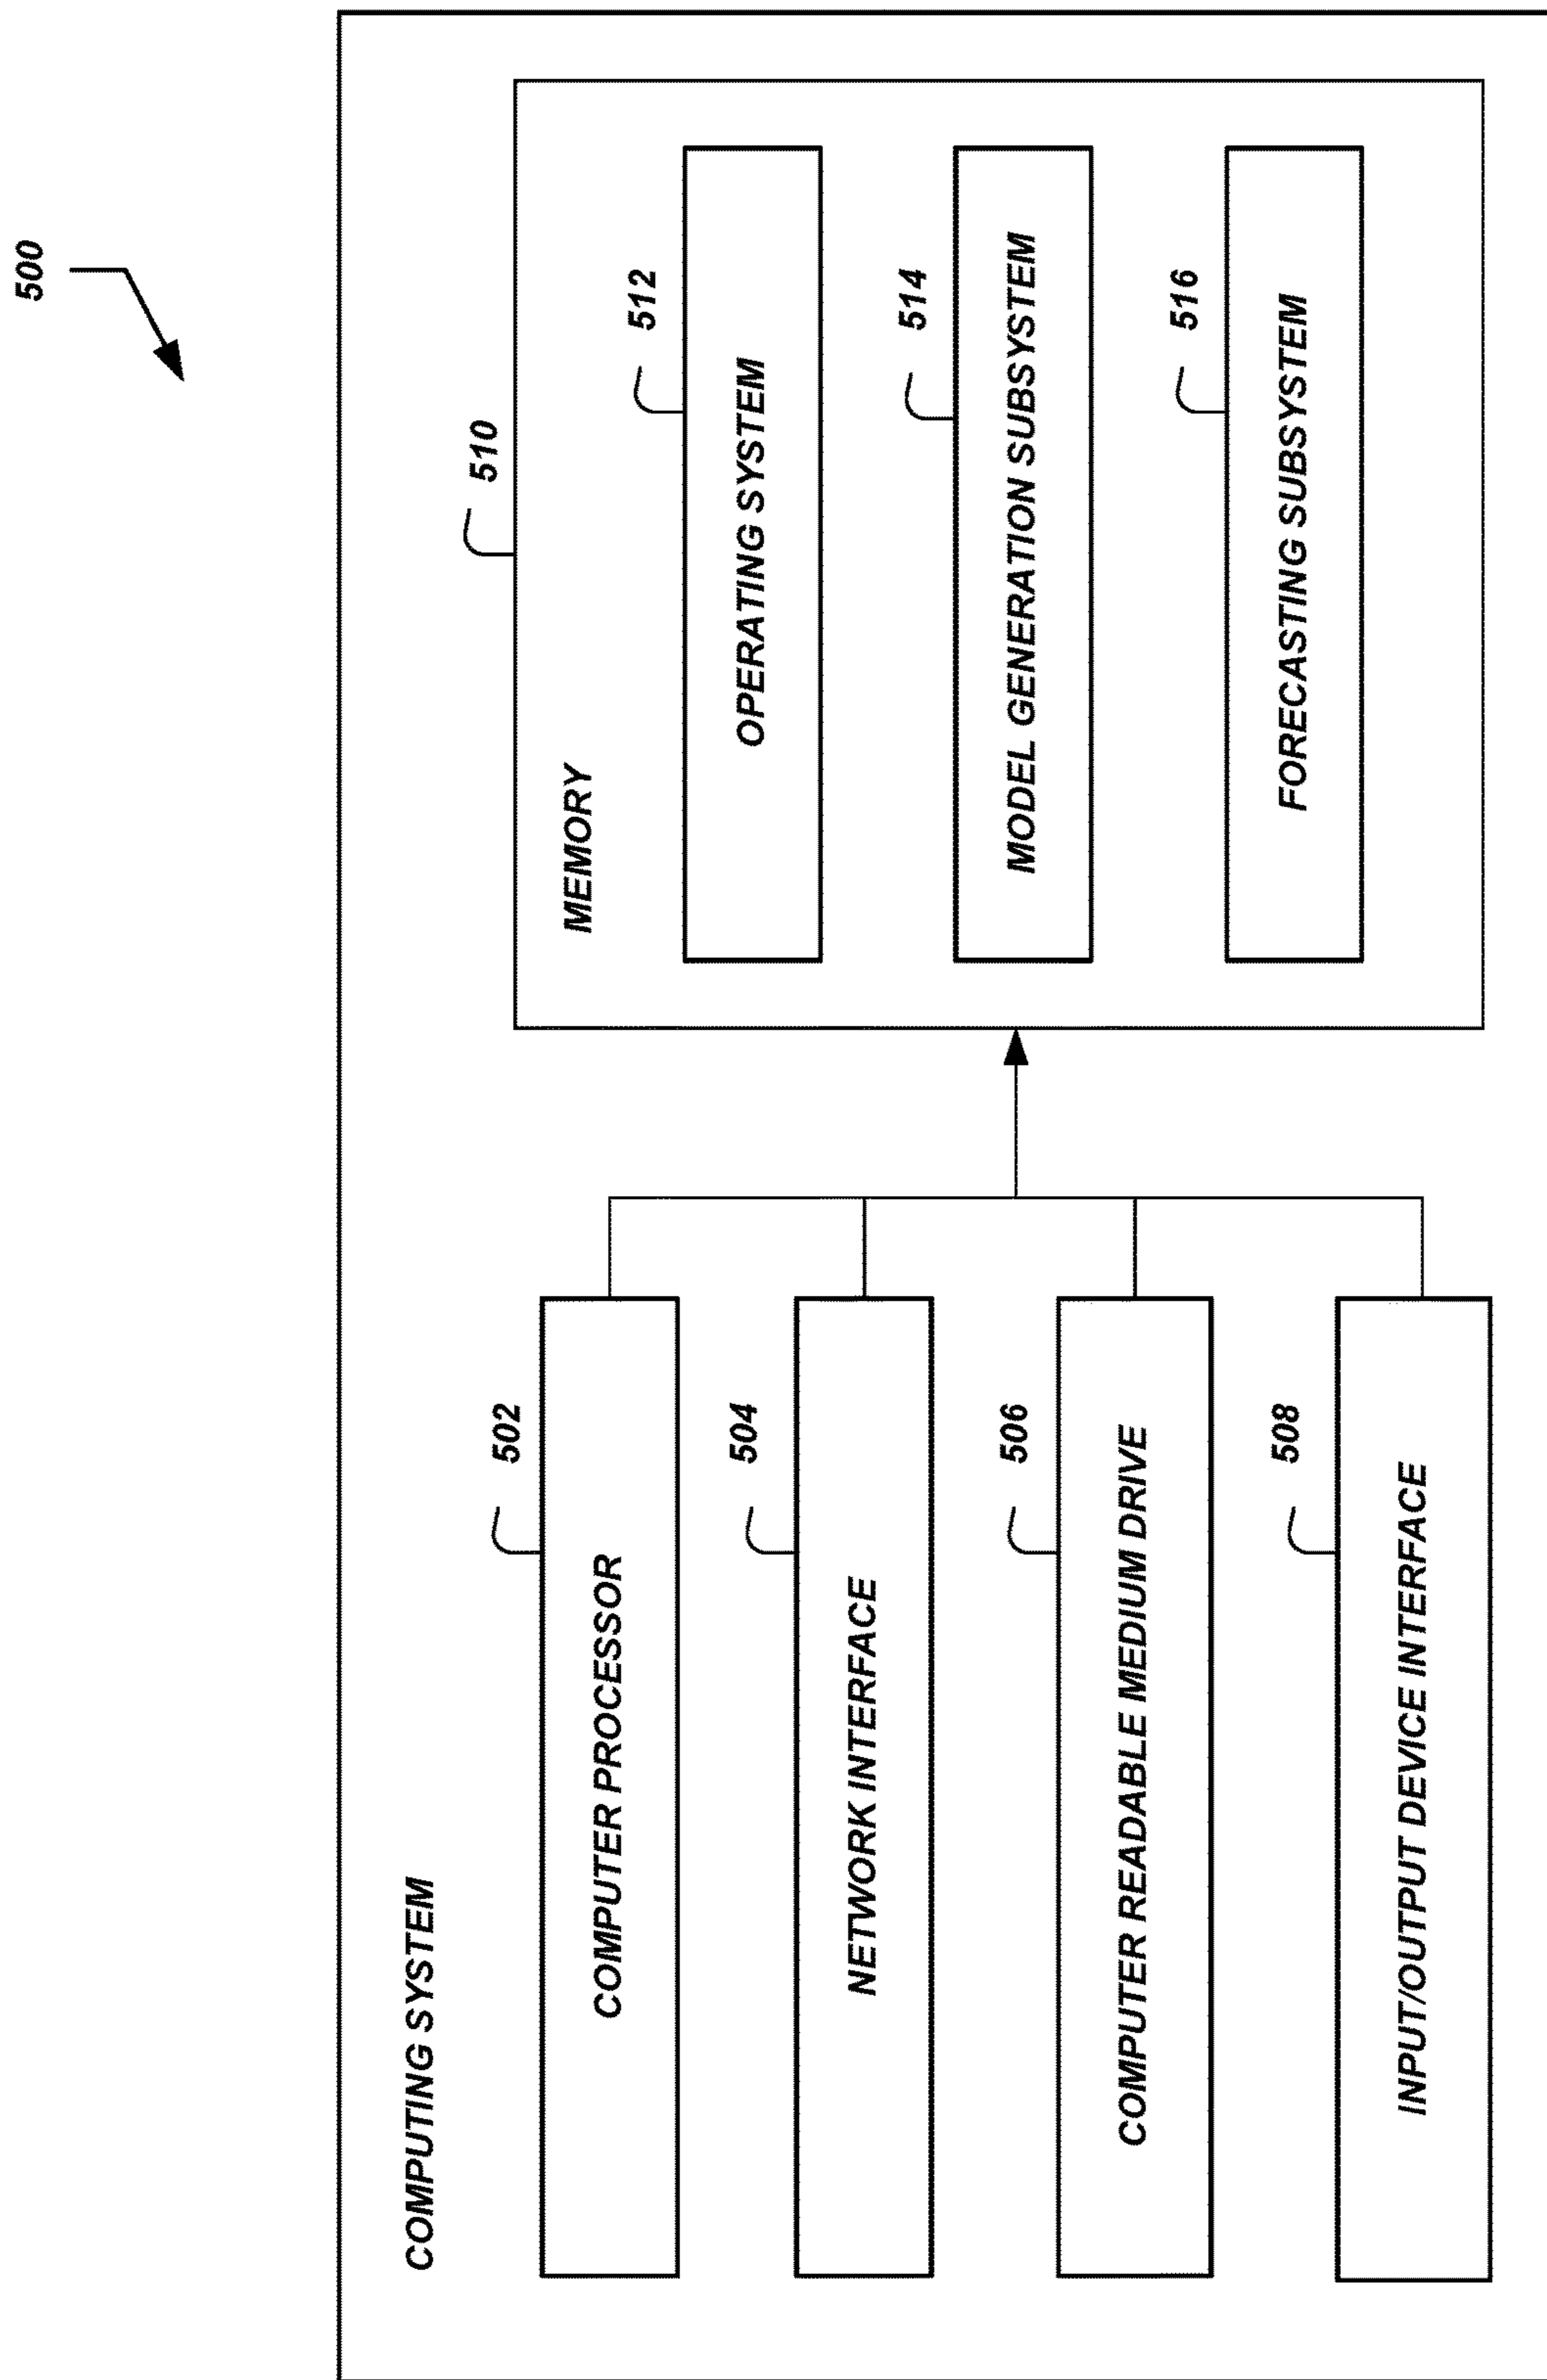 500
COMPUTING SYSTEM
502
COMPUTER PROCESSOR
504
NETWORK INTERFACE
506
COMPUTER READABLE MEDIUM DRIVE
508
INPUT/OUTPUT DEVICE INTERFACE
510
MEMORY
512
OPERATING SYSTEM
514
MODEL GENERATION SUBSYSTEM
516
FORECASTING SUBSYSTEM